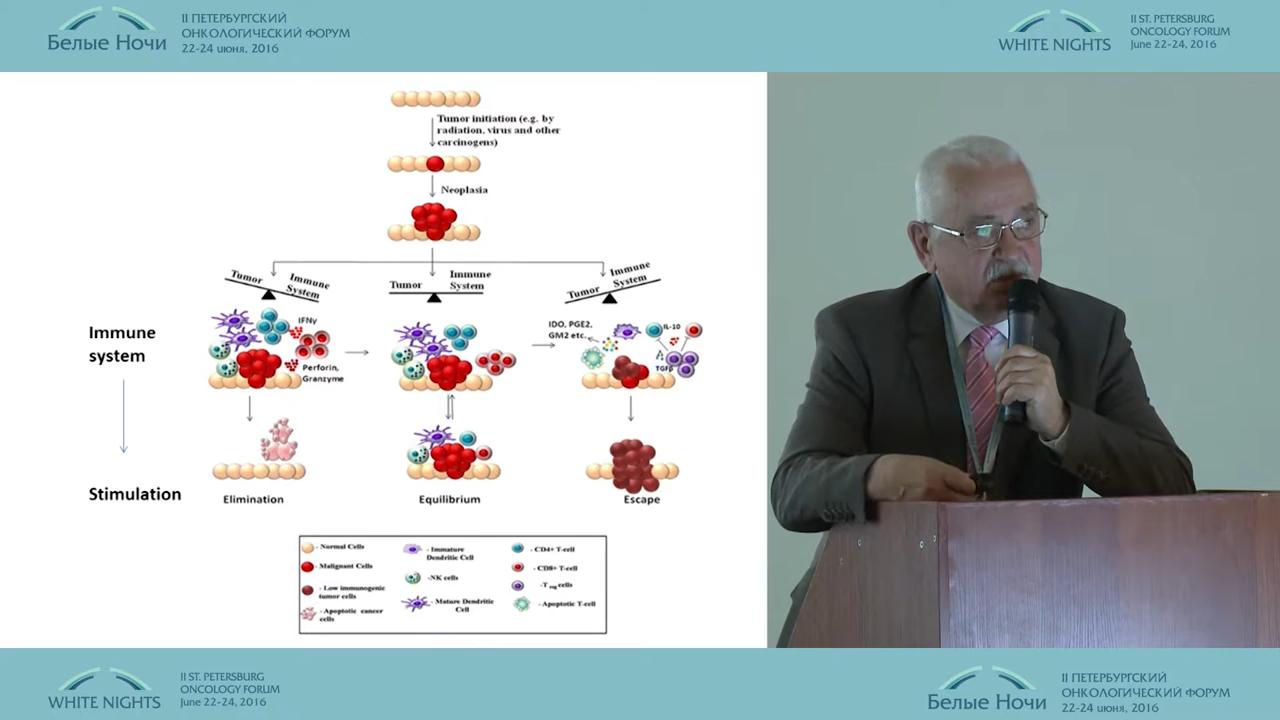 II ПЕТЕРБУРГСКИЙ
ОНКОЛОГИЧЕСКИЙ ФОРУМ
Белые Ночи
22-24 июня, 2016
II ST. PETERSBURG
ONCOLOGY FORUM
WHITE NIGHTS
June 22-24, 2016
Tumor initiation (e.g. by
radiation, virus and other
carcinogens)
Neoplasia
Tumor
Immune
System
Tumor
Immune
System
Tumor
Immune
System
Immune
system
IFNγ
Perforin,
Granzyme
IDO, PGE2,
GM2 etc.
IL-10
TGFβ
Stimulation
Elimination
Equilibrium
Escape
- Normal Cells
- Malignant Cells
- Low immunogenic
tumor cells
- Apoptotic cancer
cells
- Immature
Dendritic Cell
-NK cells
- Mature Dendritic
Cell
- CD4+ T-cell
- CD8+ T-cell
-T reg cells
- Apoptotic T-cell
WHITE NIGHTS
II ST. PETERSBURG
ONCOLOGY FORUM
June 22-24, 2016
Белые Ночи
II ПЕТЕРБУРГСКИЙ
ОНКОЛОГИЧЕСКИЙ ФОРУМ
22-24 июня, 2016